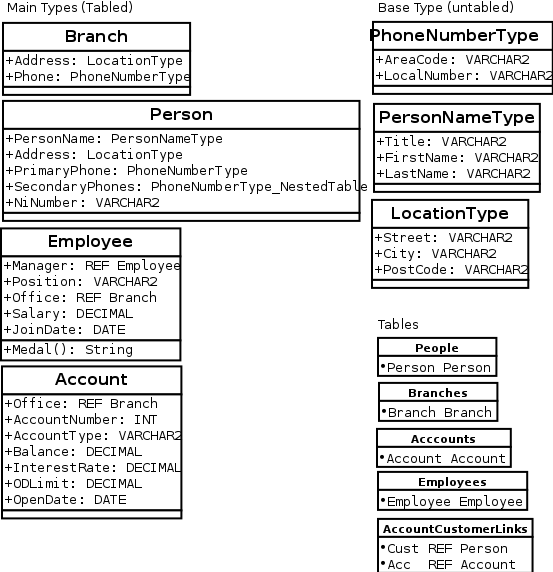 Main Types (Tabled)
Branch
+Address: LocationType
+Phone: PhoneNumberType
Person
+PersonName: PersonNameType
+Address: LocationType
+PrimaryPhone: PhoneNumberType
+SecondaryPhones: PhoneNumberType_NestedTable
+NiNumber: VARCHAR2
Employee
+Manager: REF Employee
+Position: VARCHAR2
+Office: REF Branch
+Salary: DECIMAL
+JoinDate: DATE
+Medal(): String
Account
+Office: REF Branch
+AccountNumber: INT
+AccountType: VARCHAR2
+Balance: DECIMAL
+InterestRate: DECIMAL
+ODLimit: DECIMAL
+OpenDate: DATE
Base Type (untabled)
PhoneNumberType
+AreaCode: VARCHAR2
+LocalNumber: VARCHAR2
PersonNameType
+Title: VARCHAR2
+FirstName: VARCHAR2
+LastName: VARCHAR2
LocationType
+Street: VARCHAR2
+City: VARCHAR2
+PostCode: VARCHAR2
Tables
People
•Person Person
Branches
•Branch Branch
Acccounts
•Account Account
Employees
•Employee Employee
AccountCustomerLinks
•Cust REF Person
•Acc REF Account